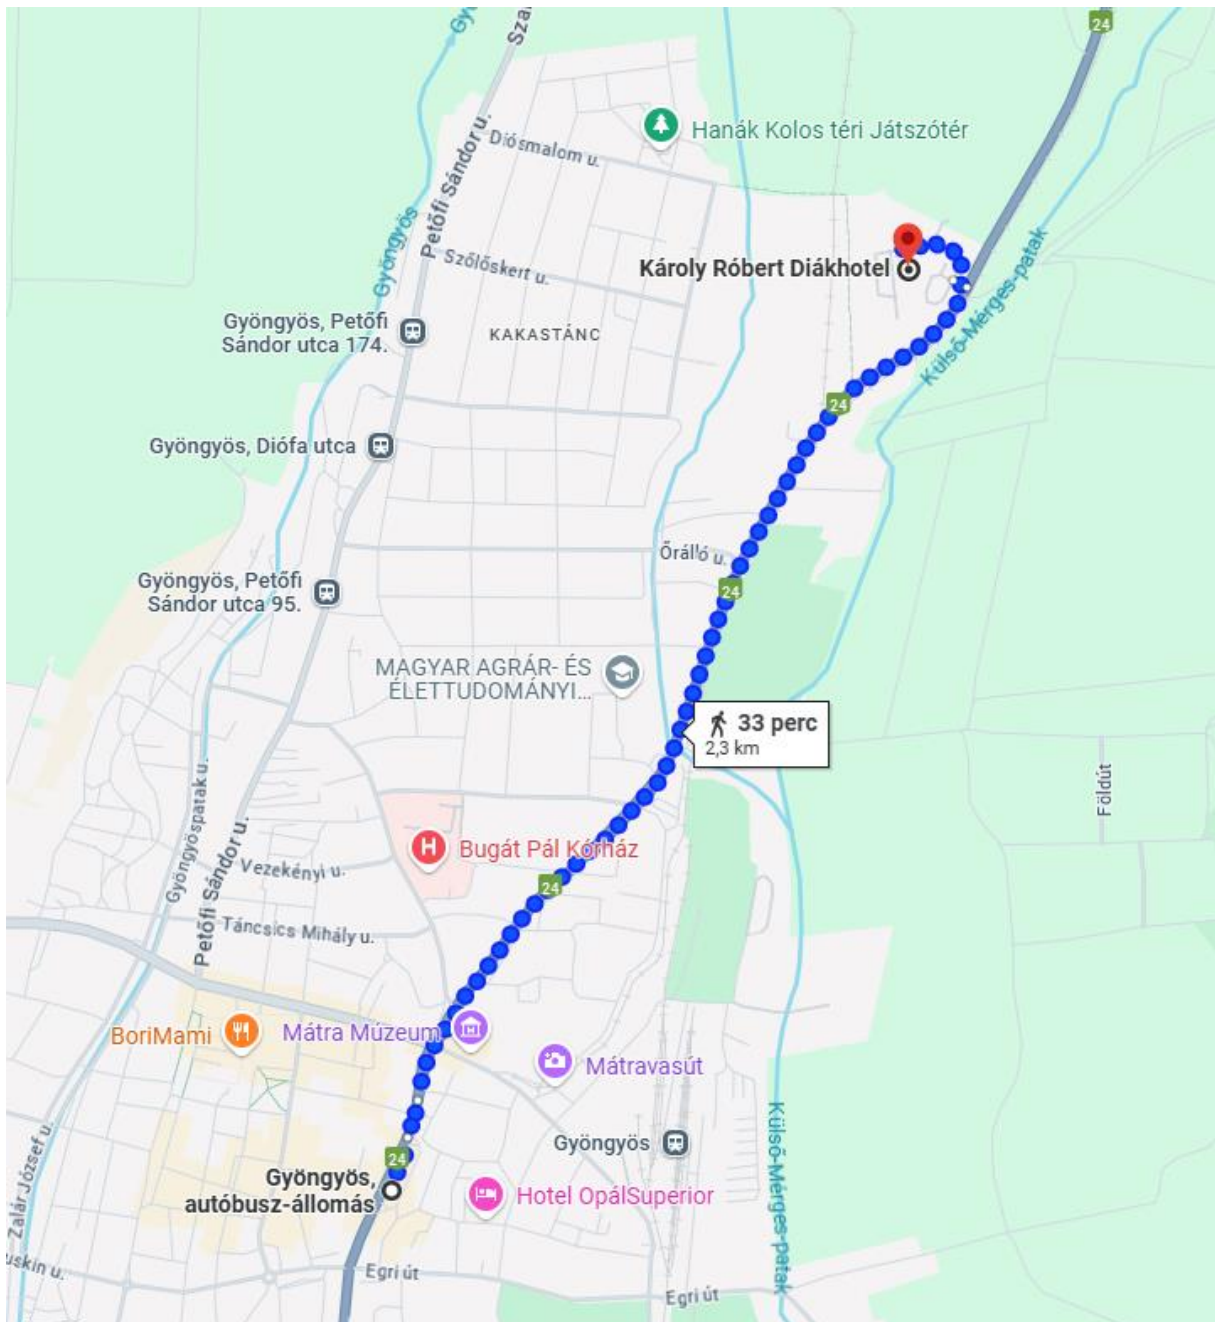 24
Hanák Kolos téri Játszótér
Diósmalom u.
Petőfi Sándor u.
Gyöngyös
Szőlőskert u.
Károly Róbert Diákhotel
Külső-Mérges-patak
Gyöngyös, Petőfi
Sándor utca 174.
KAKASTÁNC
24
Gyöngyös, Diófa utca
Őrálló u.
24
Gyöngyös, Petőfi
Sándor utca 95.
MAGYAR AGRÁR- ÉS
ÉLETTUDOMÁNYI...
33 perc
2,3 km
Földút
Gyöngyöspatak u.
Petőfi Sándor u.
H
Bugát Pál Kórház
Vezekényi u.
24
Táncsics Mihály u.
BoriMami
Mátra Múzeum
Mátravasút
Gyöngyös
Külső-Mérges-patak
24
Gyöngyös,
autóbusz-állomás
Hotel OpálSuperior
Zalár József u.
uskin u.
Egri út
Egri út